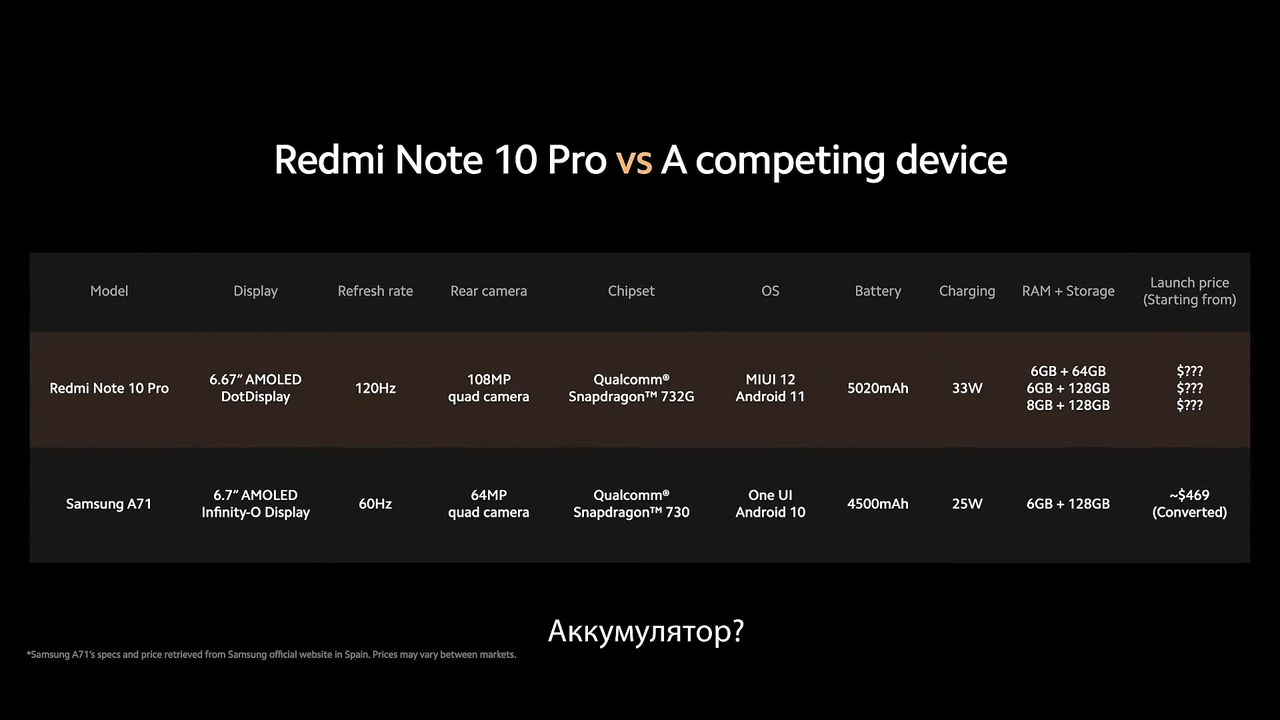 Redmi Note 10 Pro vs A competing device
Model Display Refresh rate Rear camera Chipset OS Battery Charging RAM + Storage Launch price
(Starting from)
Redmi Note 10 Pro 6.67” AMOLED
DotDisplay 120Hz 108MP
quad camera Qualcomm®
Snapdragon™ 732G MIUI 12
Android 11 5020mAh 33W 6GB + 64GB
6GB + 128GB
8GB + 128GB $???
$???
$???
Samsung A71 6.7” AMOLED
Infinity-O Display 60Hz 64MP
quad camera Qualcomm®
Snapdragon™ 730 One UI
Android 10 4500mAh 25W 6GB + 128GB ~$469
(Converted)
Аккумулятор?
*Samsung A71's specs and price retrieved from Samsung official website in Spain. Prices may vary between markets.